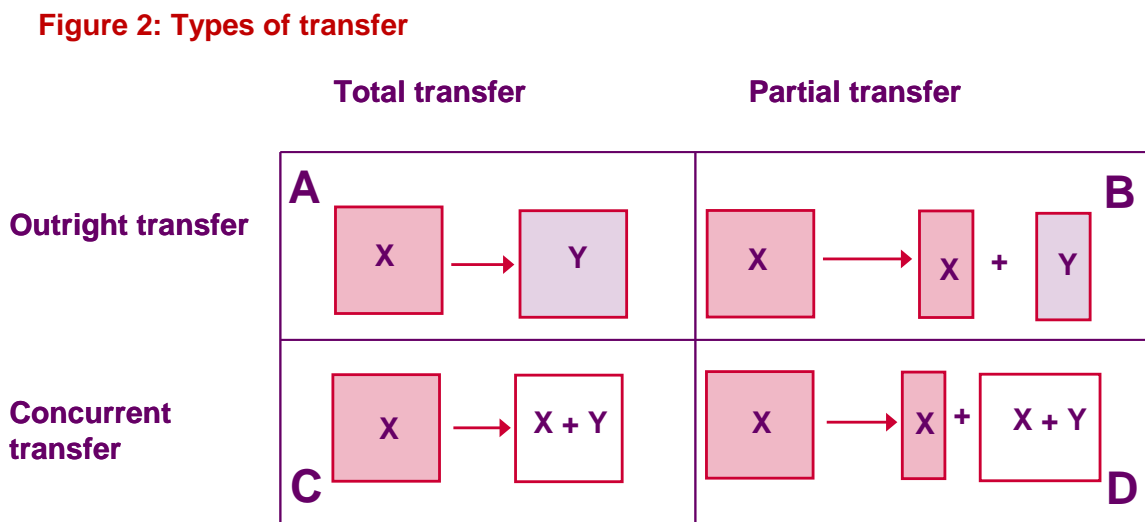 Figure 2: Types of transfer
Total transfer Partial transfer
Outright transfer
A
X
Y
B
X
X
+
Y
Concurrent
transfer
C
X
X + Y
X
X
+
X + Y
D